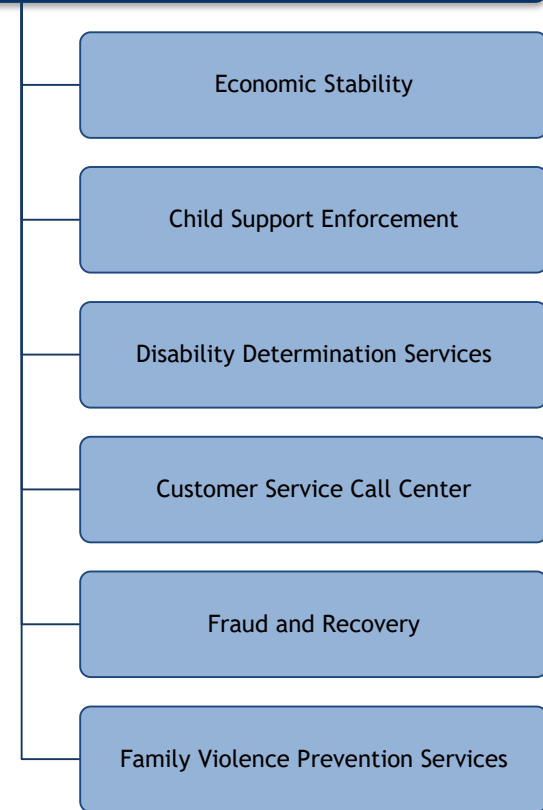 Economic Stability
Child Support Enforcement
Disability Determination Services
Customer Service Call Center
Fraud and Recovery
Family Violence Prevention Services